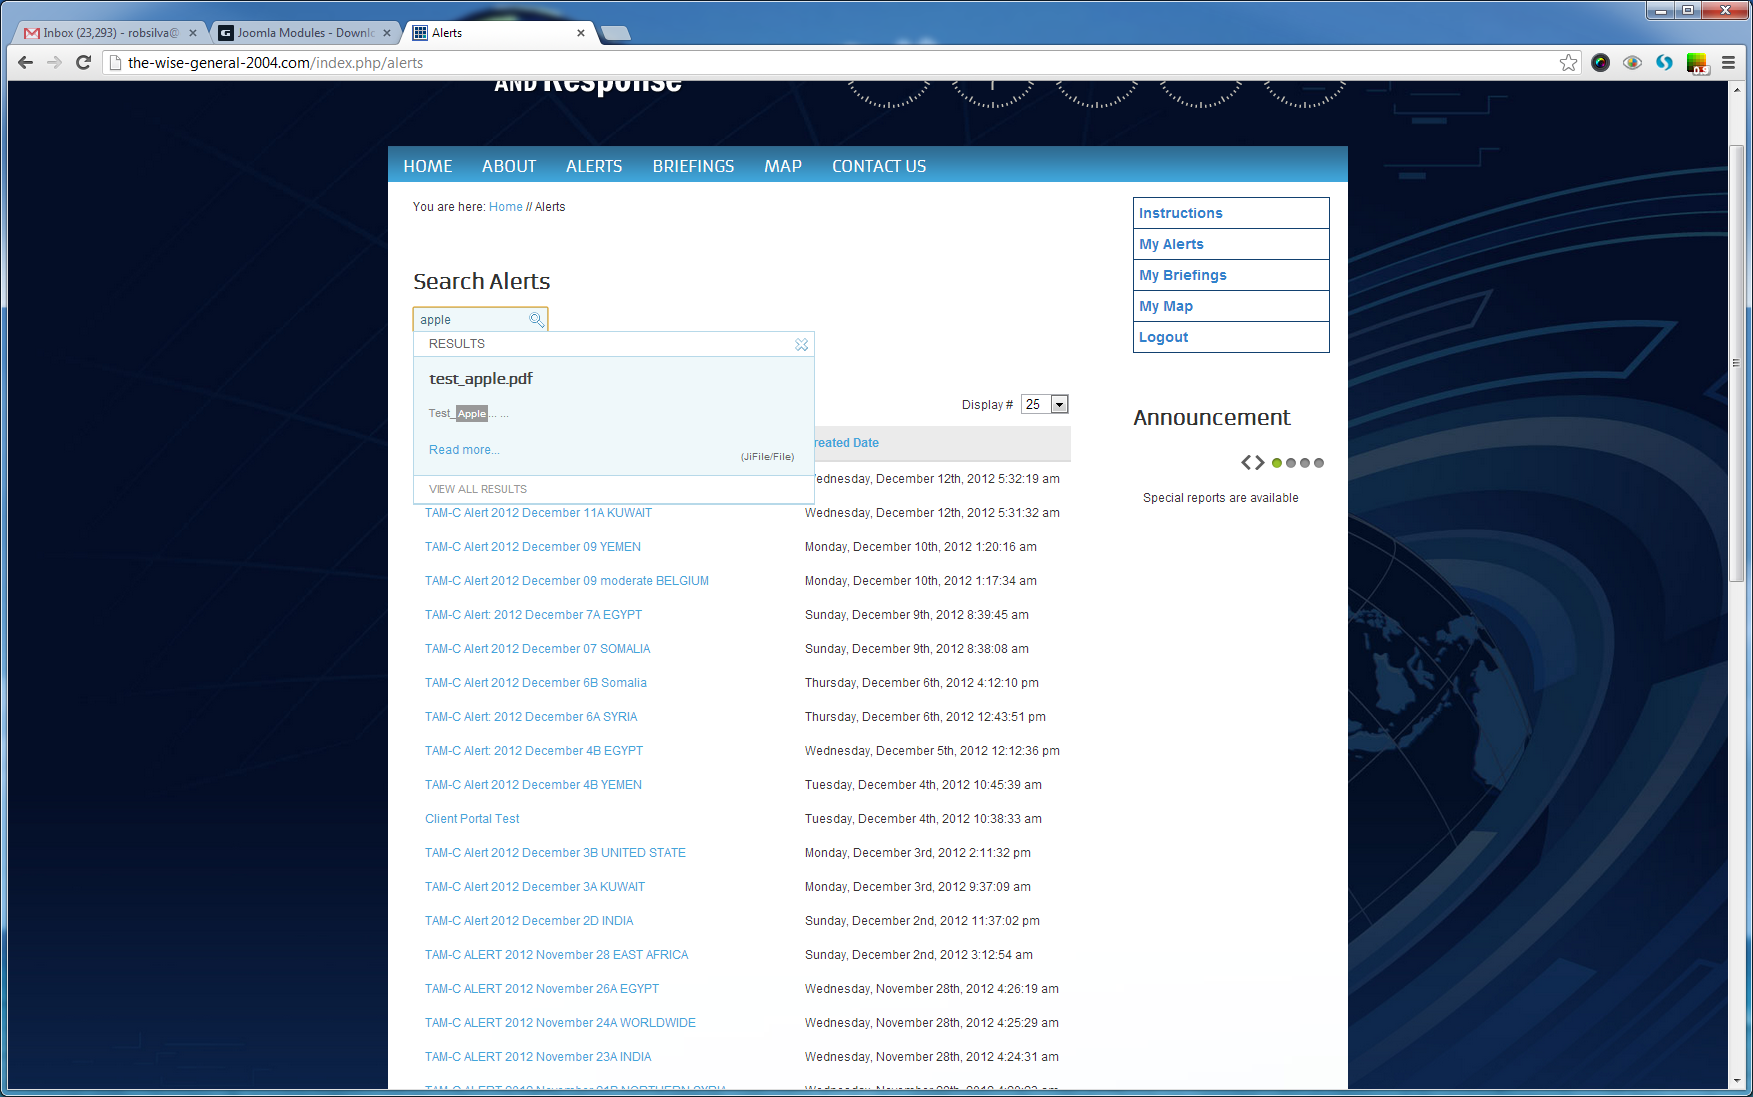 Inbox (23,293) - robsilva@
Joomla Modules - Downlo
Alerts
the-wise-general-2004.com/index.php/alerts
0.9
AND Response
HOME ABOUT ALERTS BRIEFINGS MAP CONTACT US
You are here: Home // Alerts
Instructions
My Alerts
My Briefings
My Map
Logout
Search Alerts
apple
RESULTS
test_apple.pdf
Test_Apple... ...
Read more...
(JiFile/File)
VIEW ALL RESULTS
Display # 25
reated Date
Wednesday, December 12th, 2012 5:32:19 am
TAM-C Alert 2012 December 11A KUWAIT Wednesday, December 12th, 2012 5:31:32 am
TAM-C Alert 2012 December 09 YEMEN Monday, December 10th, 2012 1:20:16 am
TAM-C Alert 2012 December 09 moderate BELGIUM Monday, December 10th, 2012 1:17:34 am
TAM-C Alert: 2012 December 7A EGYPT Sunday, December 9th, 2012 8:39:45 am
TAM-C Alert 2012 December 07 SOMALIA Sunday, December 9th, 2012 8:38:08 am
TAM-C Alert 2012 December 6B Somalia Thursday, December 6th, 2012 4:12:10 pm
TAM-C Alert: 2012 December 6A SYRIA Thursday, December 6th, 2012 12:43:51 pm
TAM-C Alert: 2012 December 4B EGYPT Wednesday, December 5th, 2012 12:12:36 pm
TAM-C Alert 2012 December 4B YEMEN Tuesday, December 4th, 2012 10:45:39 am
Client Portal Test Tuesday, December 4th, 2012 10:38:33 am
TAM-C Alert 2012 December 3B UNITED STATE Monday, December 3rd, 2012 2:11:32 pm
TAM-C Alert 2012 December 3A KUWAIT Monday, December 3rd, 2012 9:37:09 am
TAM-C Alert 2012 December 2D INDIA Sunday, December 2nd, 2012 11:37:02 pm
TAM-C ALERT 2012 November 28 EAST AFRICA Sunday, December 2nd, 2012 3:12:54 am
TAM-C ALERT 2012 November 26A EGYPT Wednesday, November 28th, 2012 4:26:19 am
TAM-C ALERT 2012 November 24A WORLDWIDE Wednesday, November 28th, 2012 4:25:29 am
TAM-C ALERT 2012 November 23A INDIA Wednesday, November 28th, 2012 4:24:31 am
Announcement
Special reports are available